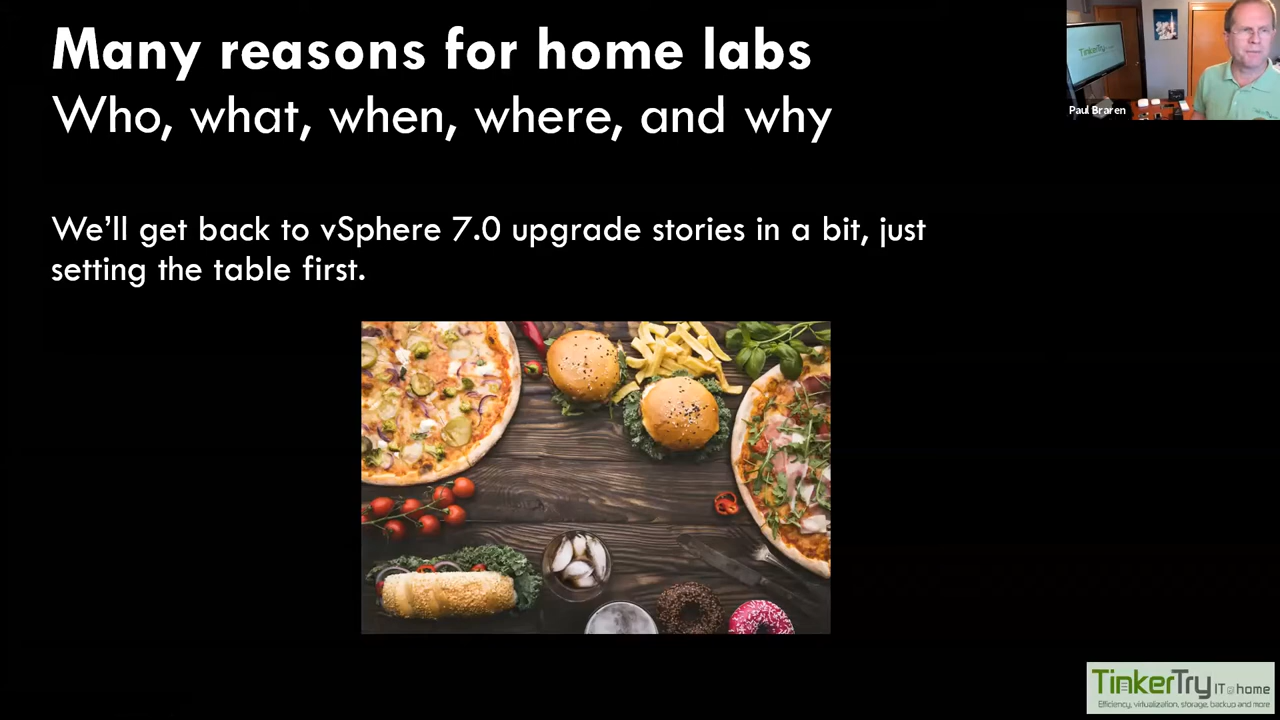 Many reasons for home labs
Who, what, when, where, and why
We'll get back to vSphere 7.0 upgrade stories in a bit, just
setting the table first.
TinkerTry
Paul Braren
TinkerTry IT@home
Efficiency, virtualization, storage, backup and more